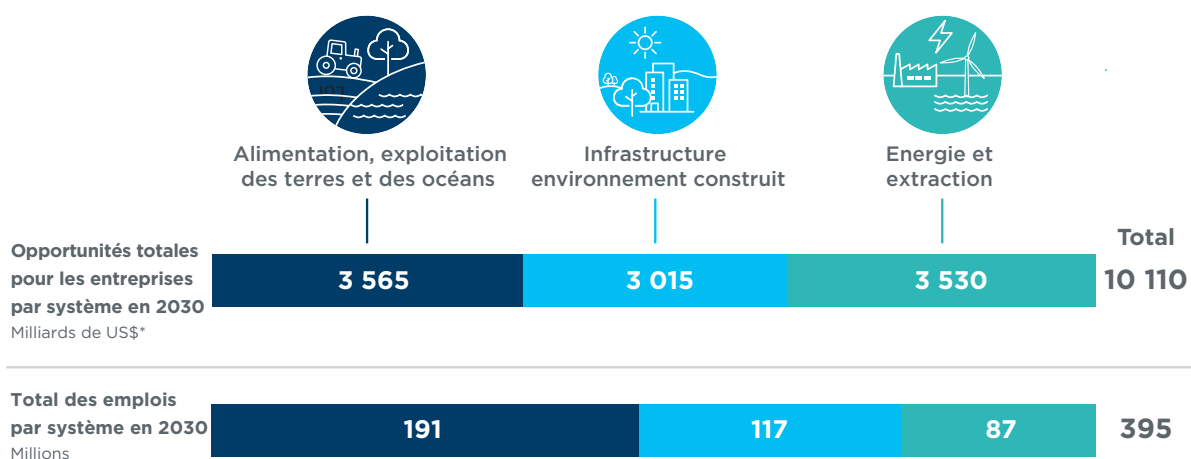 Alimentation, exploitation
des terres et des océans
Infrastructure
environnement construit
Energie et
extraction
Total
Opportunités totales
pour les entreprises
par système en 2030
Milliards de US$*
3 565
3 015
3 530
10 110
Total des emplois
par système en 2030
Millions
191
117
87
395